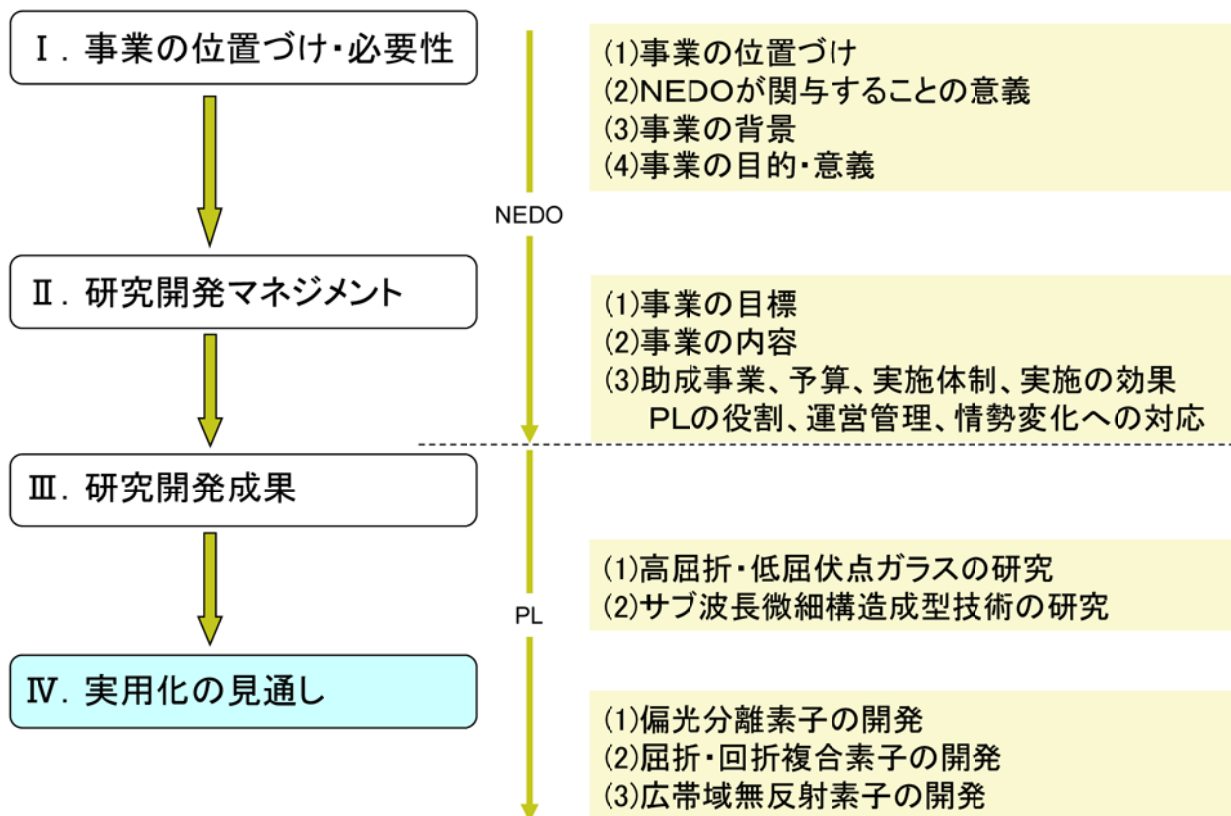 Ⅰ．事業の位置づけ・必要性
(1)事業の位置づけ
(2)ＮＥＤＯが関与することの意義
(3)事業の背景
(4)事業の目的・意義
NEDO
Ⅱ．研究開発マネジメント
(1)事業の目標
(2)事業の内容
(3)助成事業、予算、実施体制、実施の効果
ＰＬの役割、運営管理、情勢変化への対応
Ⅲ．研究開発成果
(1)高屈折・低屈伏点ガラスの研究
(2)サブ波長微細構造成型技術の研究
PL
Ⅳ．実用化の見通し
(1)偏光分離素子の開発
(2)屈折・回折複合素子の開発
(3)広帯域無反射素子の開発